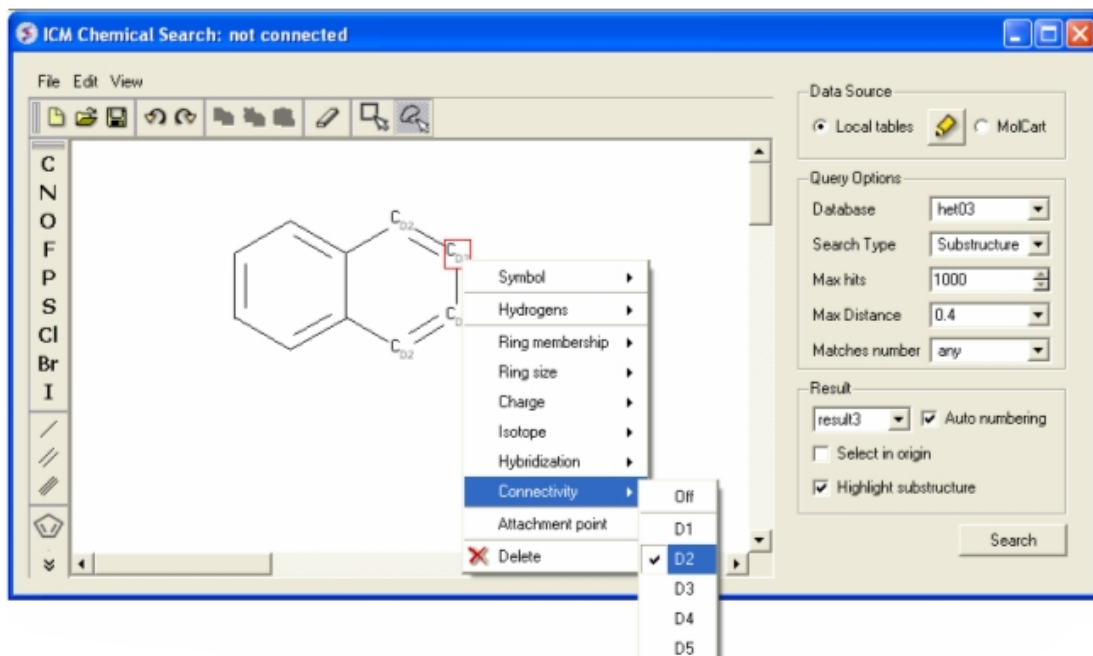 ICM Chemical Search: not connected
File Edit View
C
N
O
F
P
S
Cl
Br
I
C D2
C
C
C D2
Symbol
Hydrogens
Ring membership
Ring size
Charge
Isotope
Hybridization
Connectivity
Attachment point
Delete
Off
D1
D2
D3
D4
D5
Data Source
Local tables MolCart
Query Options
Database het03
Search Type Substructure
Max hits 1000
Max Distance 0.4
Matches number any
Result
result3 Auto numbering
Select in origin
Highlight substructure
Search